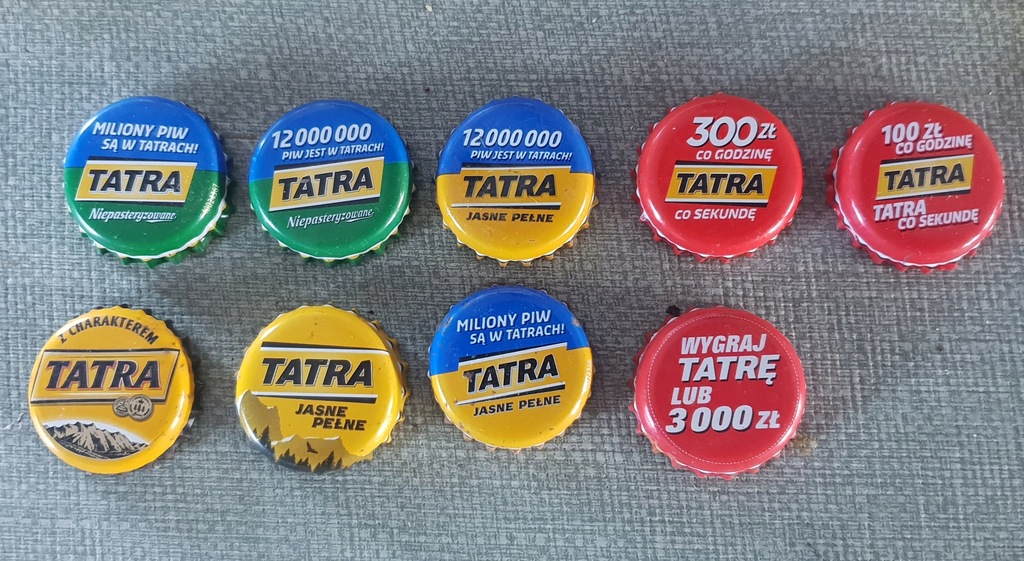 MILIONY PIW
SĄ W TATRACH!
TATRA
Niepasteryzowane
12 000 000
PIW JEST W TATRACH!
TATRA
Niepasteryzowane
12 000 000
PIW JEST W TATRACH!
TATRA
JASNE PEŁNE
300 ZŁ
CO GODZINĘ
TATRA
CO SEKUNDĘ
100 ZŁ
CO GODZINĘ
TATRA
TATRA
CO SEKUNDĘ
Z CHARAKTEREM
TATRA
TATRA
JASNE
PEŁNE
MILIONY PIW
SĄ W TATRACH!
TATRA
JASNE PEŁNE
WYGRAJ
TATRĘ
LUB
3 000 ZŁ